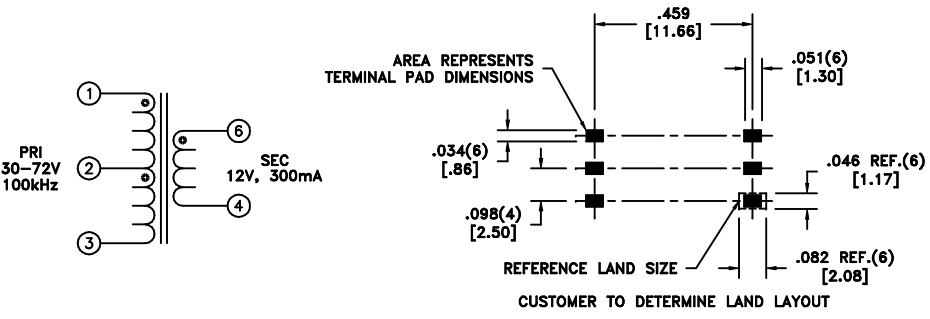 1
2
3
PRI
30-72V
100kHz
6
4
SEC
12V, 300mA
.459
[11.66]
AREA REPRESENTS
TERMINAL PAD DIMENSIONS
.051(6)
[1.30]
.034(6)
[.86]
.046 REF.(6)
[1.17]
.098(4)
[2.50]
REFERENCE LAND SIZE
.082 REF.(6)
[2.08]
CUSTOMER TO DETERMINE LAND LAYOUT